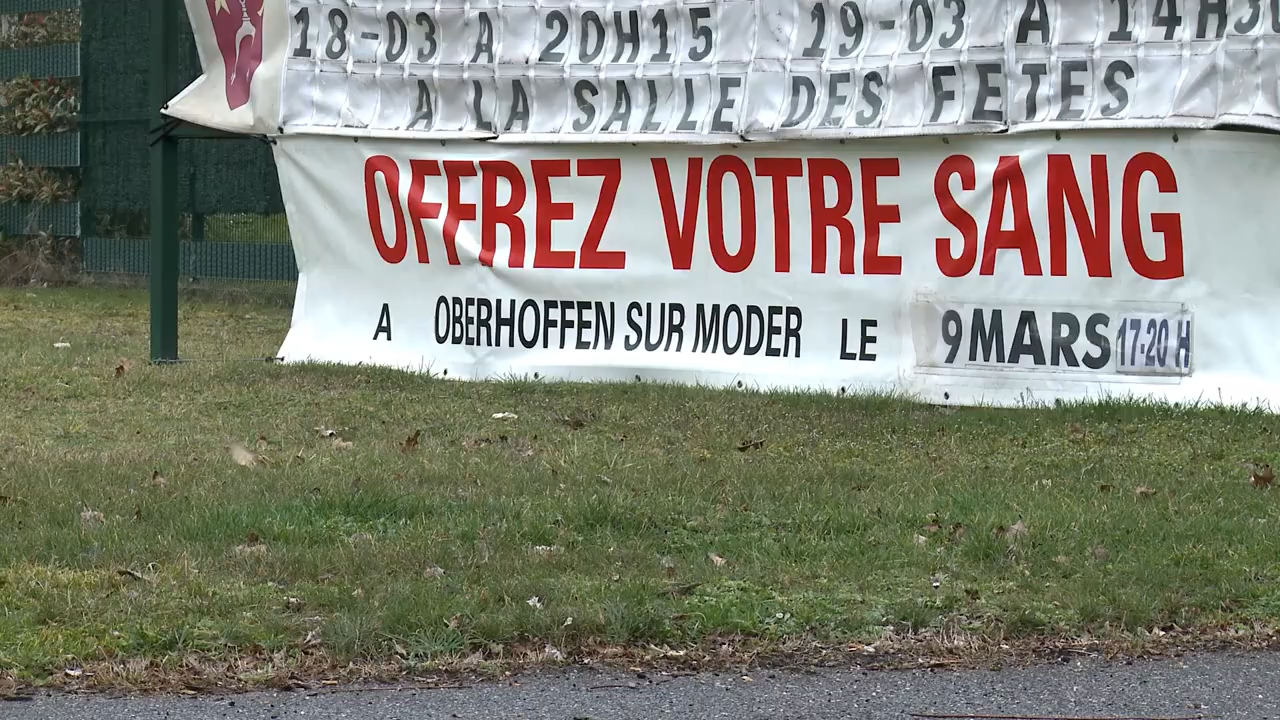 18-03 A 20H15 19-03 A 14H30
A LA SALLE DES FETES
OFFREZ VOTRE SANG
A OBERHOFFEN SUR MODER LE 9 MARS 17-20 H